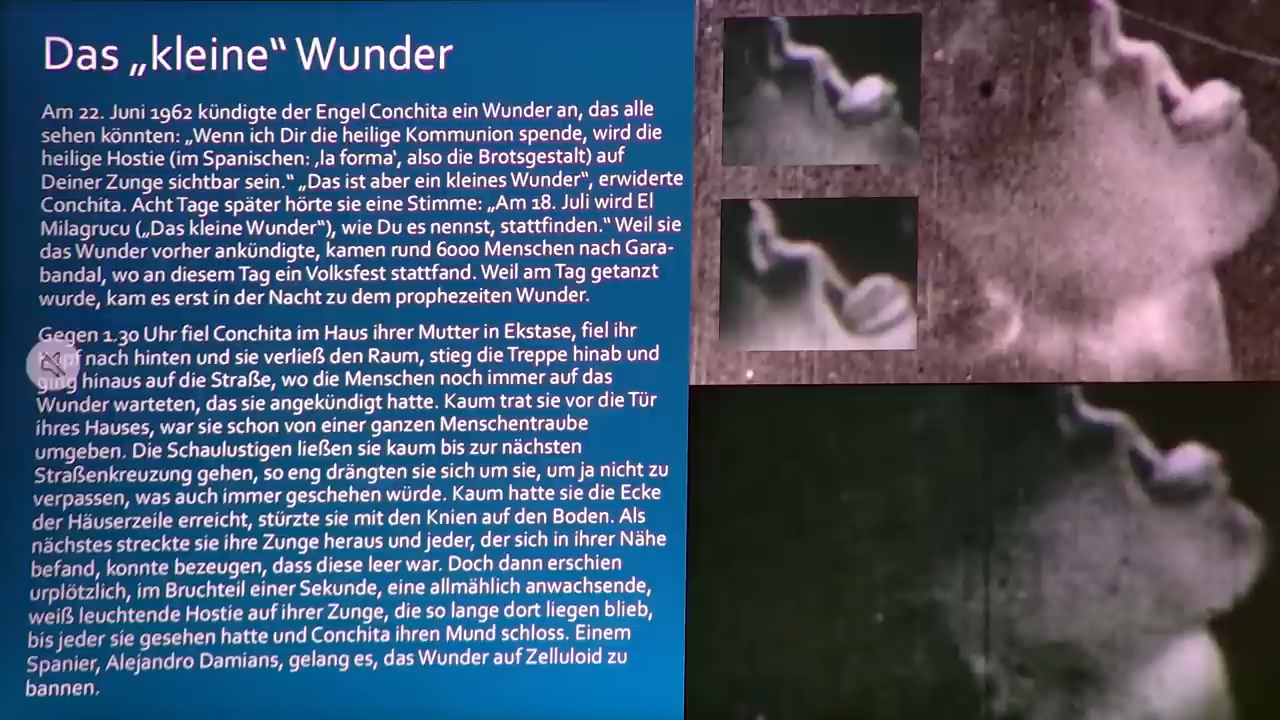 Das „kleine“ Wunder
Am 22. Juni 1962 kündigte der Engel Conchita ein Wunder an, das alle
sehen könnten: „Wenn ich Dir die heilige Kommunion spende, wird die
heilige Hostie (im Spanischen: ‚la forma‘, also die Brotsgestalt) auf
Deiner Zunge sichtbar sein.“ „Das ist aber ein kleines Wunder“, erwiderte
Conchita. Acht Tage später hörte sie eine Stimme: „Am 18. Juli wird El
Milagrucu („Das kleine Wunder“), wie Du es nennst, stattfinden.“ Weil sie
das Wunder vorher ankündigte, kamen rund 6000 Menschen nach Gara-
bandal, wo an diesem Tag ein Volksfest stattfand. Weil am Tag getanzt
wurde, kam es erst in der Nacht zu dem prophezeiten Wunder.
Gegen 1.30 Uhr fiel Conchita im Haus ihrer Mutter in Ekstase, fiel ihr
Kopf nach hinten und sie verließ den Raum, stieg die Treppe hinab und
ging hinaus auf die Straße, wo die Menschen noch immer auf das
Wunder warteten, das sie angekündigt hatte. Kaum trat sie vor die Tür
ihres Hauses, war sie schon von einer ganzen Menschentraube
umgeben. Die Schaulustigen ließen sie kaum bis zur nächsten
Straßenkreuzung gehen, so eng drängten sie sich um sie, um ja nicht zu
verpassen, was auch immer geschehen würde. Kaum hatte sie die Ecke
der Häuserzeile erreicht, stürzte sie mit den Knien auf den Boden. Als
nächstes streckte sie ihre Zunge heraus und jeder, der sich in ihrer Nähe
befand, konnte bezeugen, dass diese leer war. Doch dann erschien
urplötzlich, im Bruchteil einer Sekunde, eine allmählich anwachsende,
weiß leuchtende Hostie auf ihrer Zunge, die so lange dort liegen blieb,
bis jeder sie gesehen hatte und Conchita ihren Mund schloss. Einem
Spanier, Alejandro Damians, gelang es, das Wunder auf Zelluloid zu
bannen.